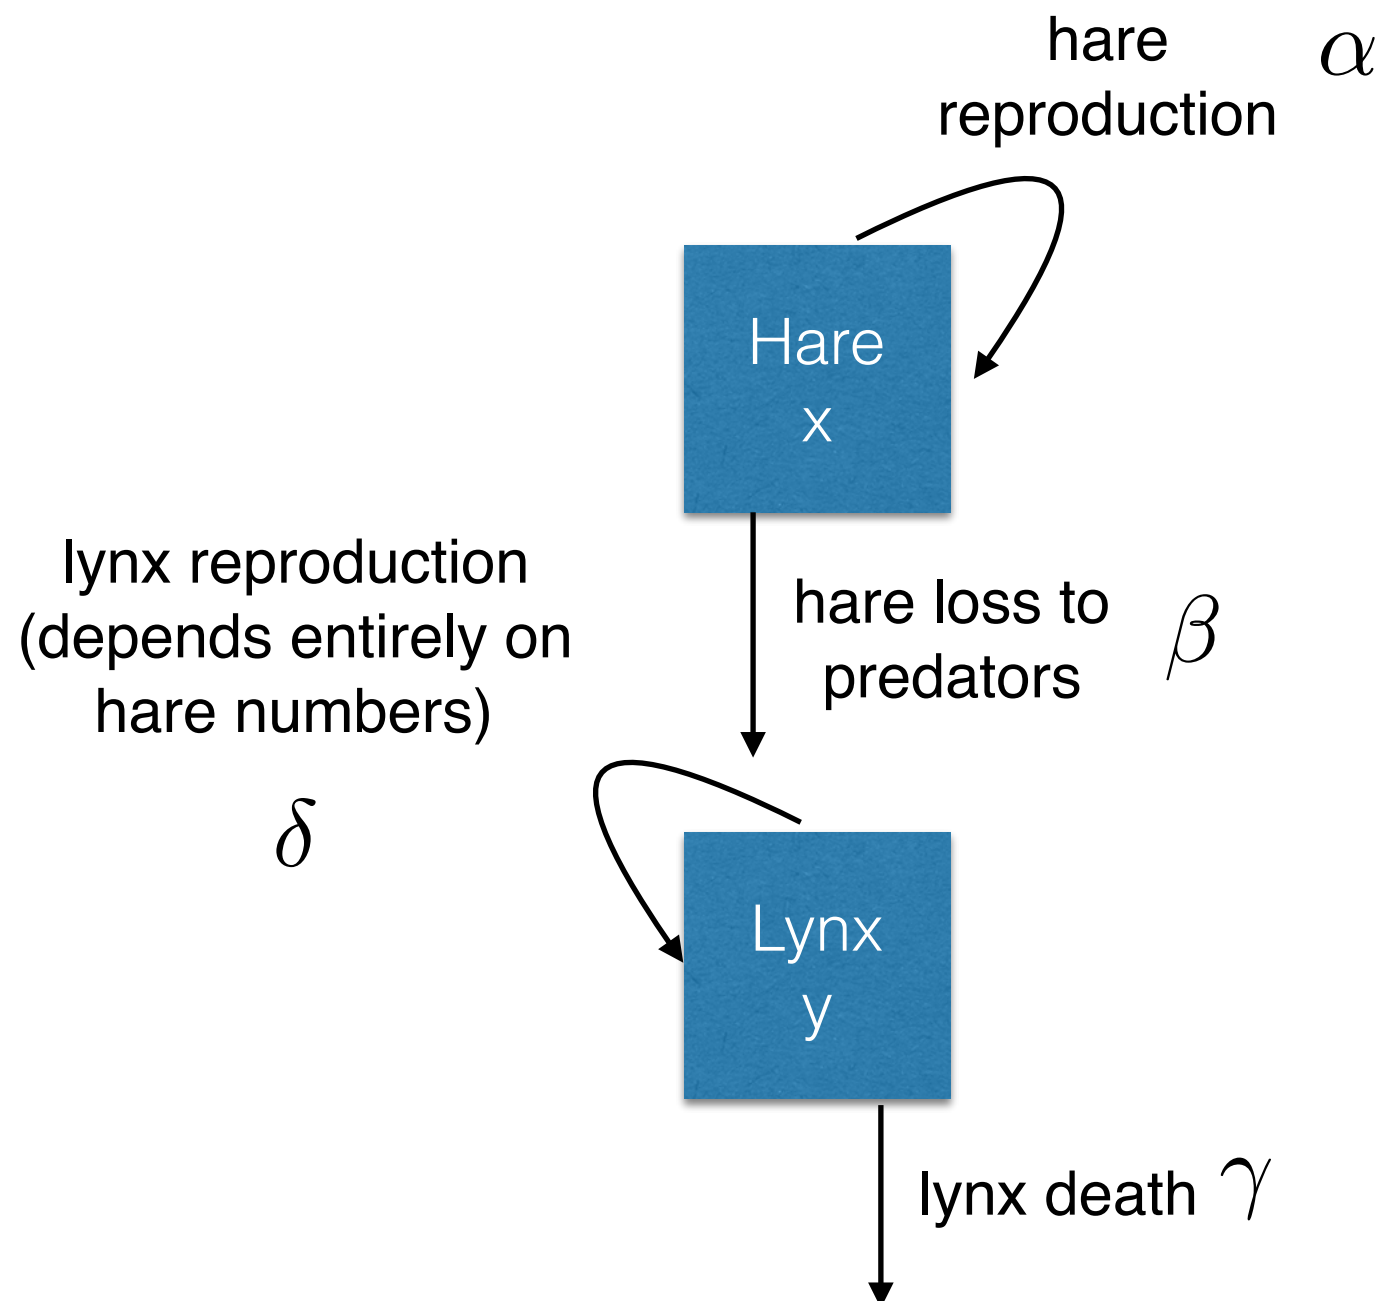 hare
reproduction
α
Hare
x
lynx reproduction
(depends entirely on
hare numbers)
δ
hare loss to
predators
β
Lynx
y
lynx death γ